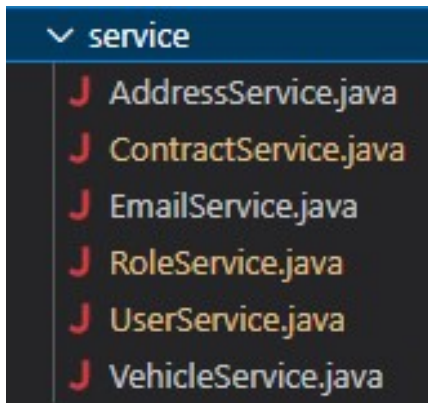 service
AddressService.java
ContractService.java
EmailService.java
RoleService.java
UserService.java
VehicleService.java